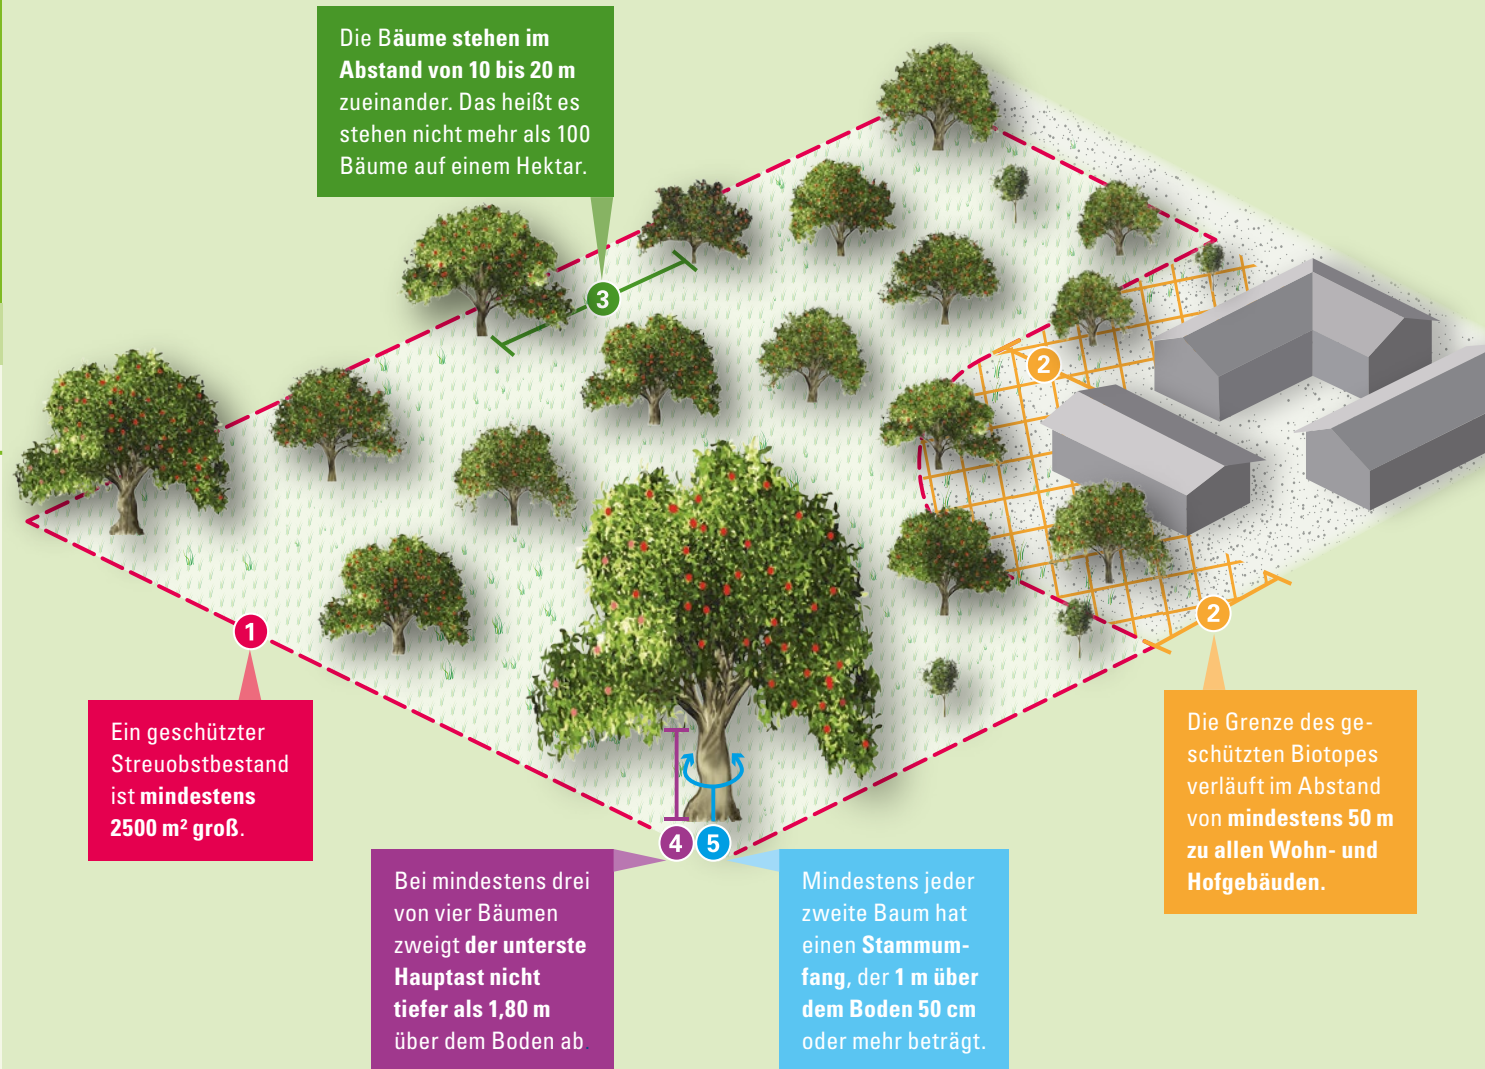 Die Bäume stehen im
Abstand von 10 bis 20 m
zueinander. Das heißt es
stehen nicht mehr als 100
Bäume auf einem Hektar.
3
2
2
1
Ein geschützter
Streuobstbestand
ist mindestens
2500 m² groß.
Die Grenze des ge-
schützten Biotopes
verläuft im Abstand
von mindestens 50 m
zu allen Wohn- und
Hofgebäuden.
4
5
Bei mindestens drei
von vier Bäumen
zweigt der unterste
Hauptast nicht
tiefer als 1,80 m
über dem Boden ab.
Mindestens jeder
zweite Baum hat
einen Stammum-
fang, der 1 m über
dem Boden 50 cm
oder mehr beträgt.